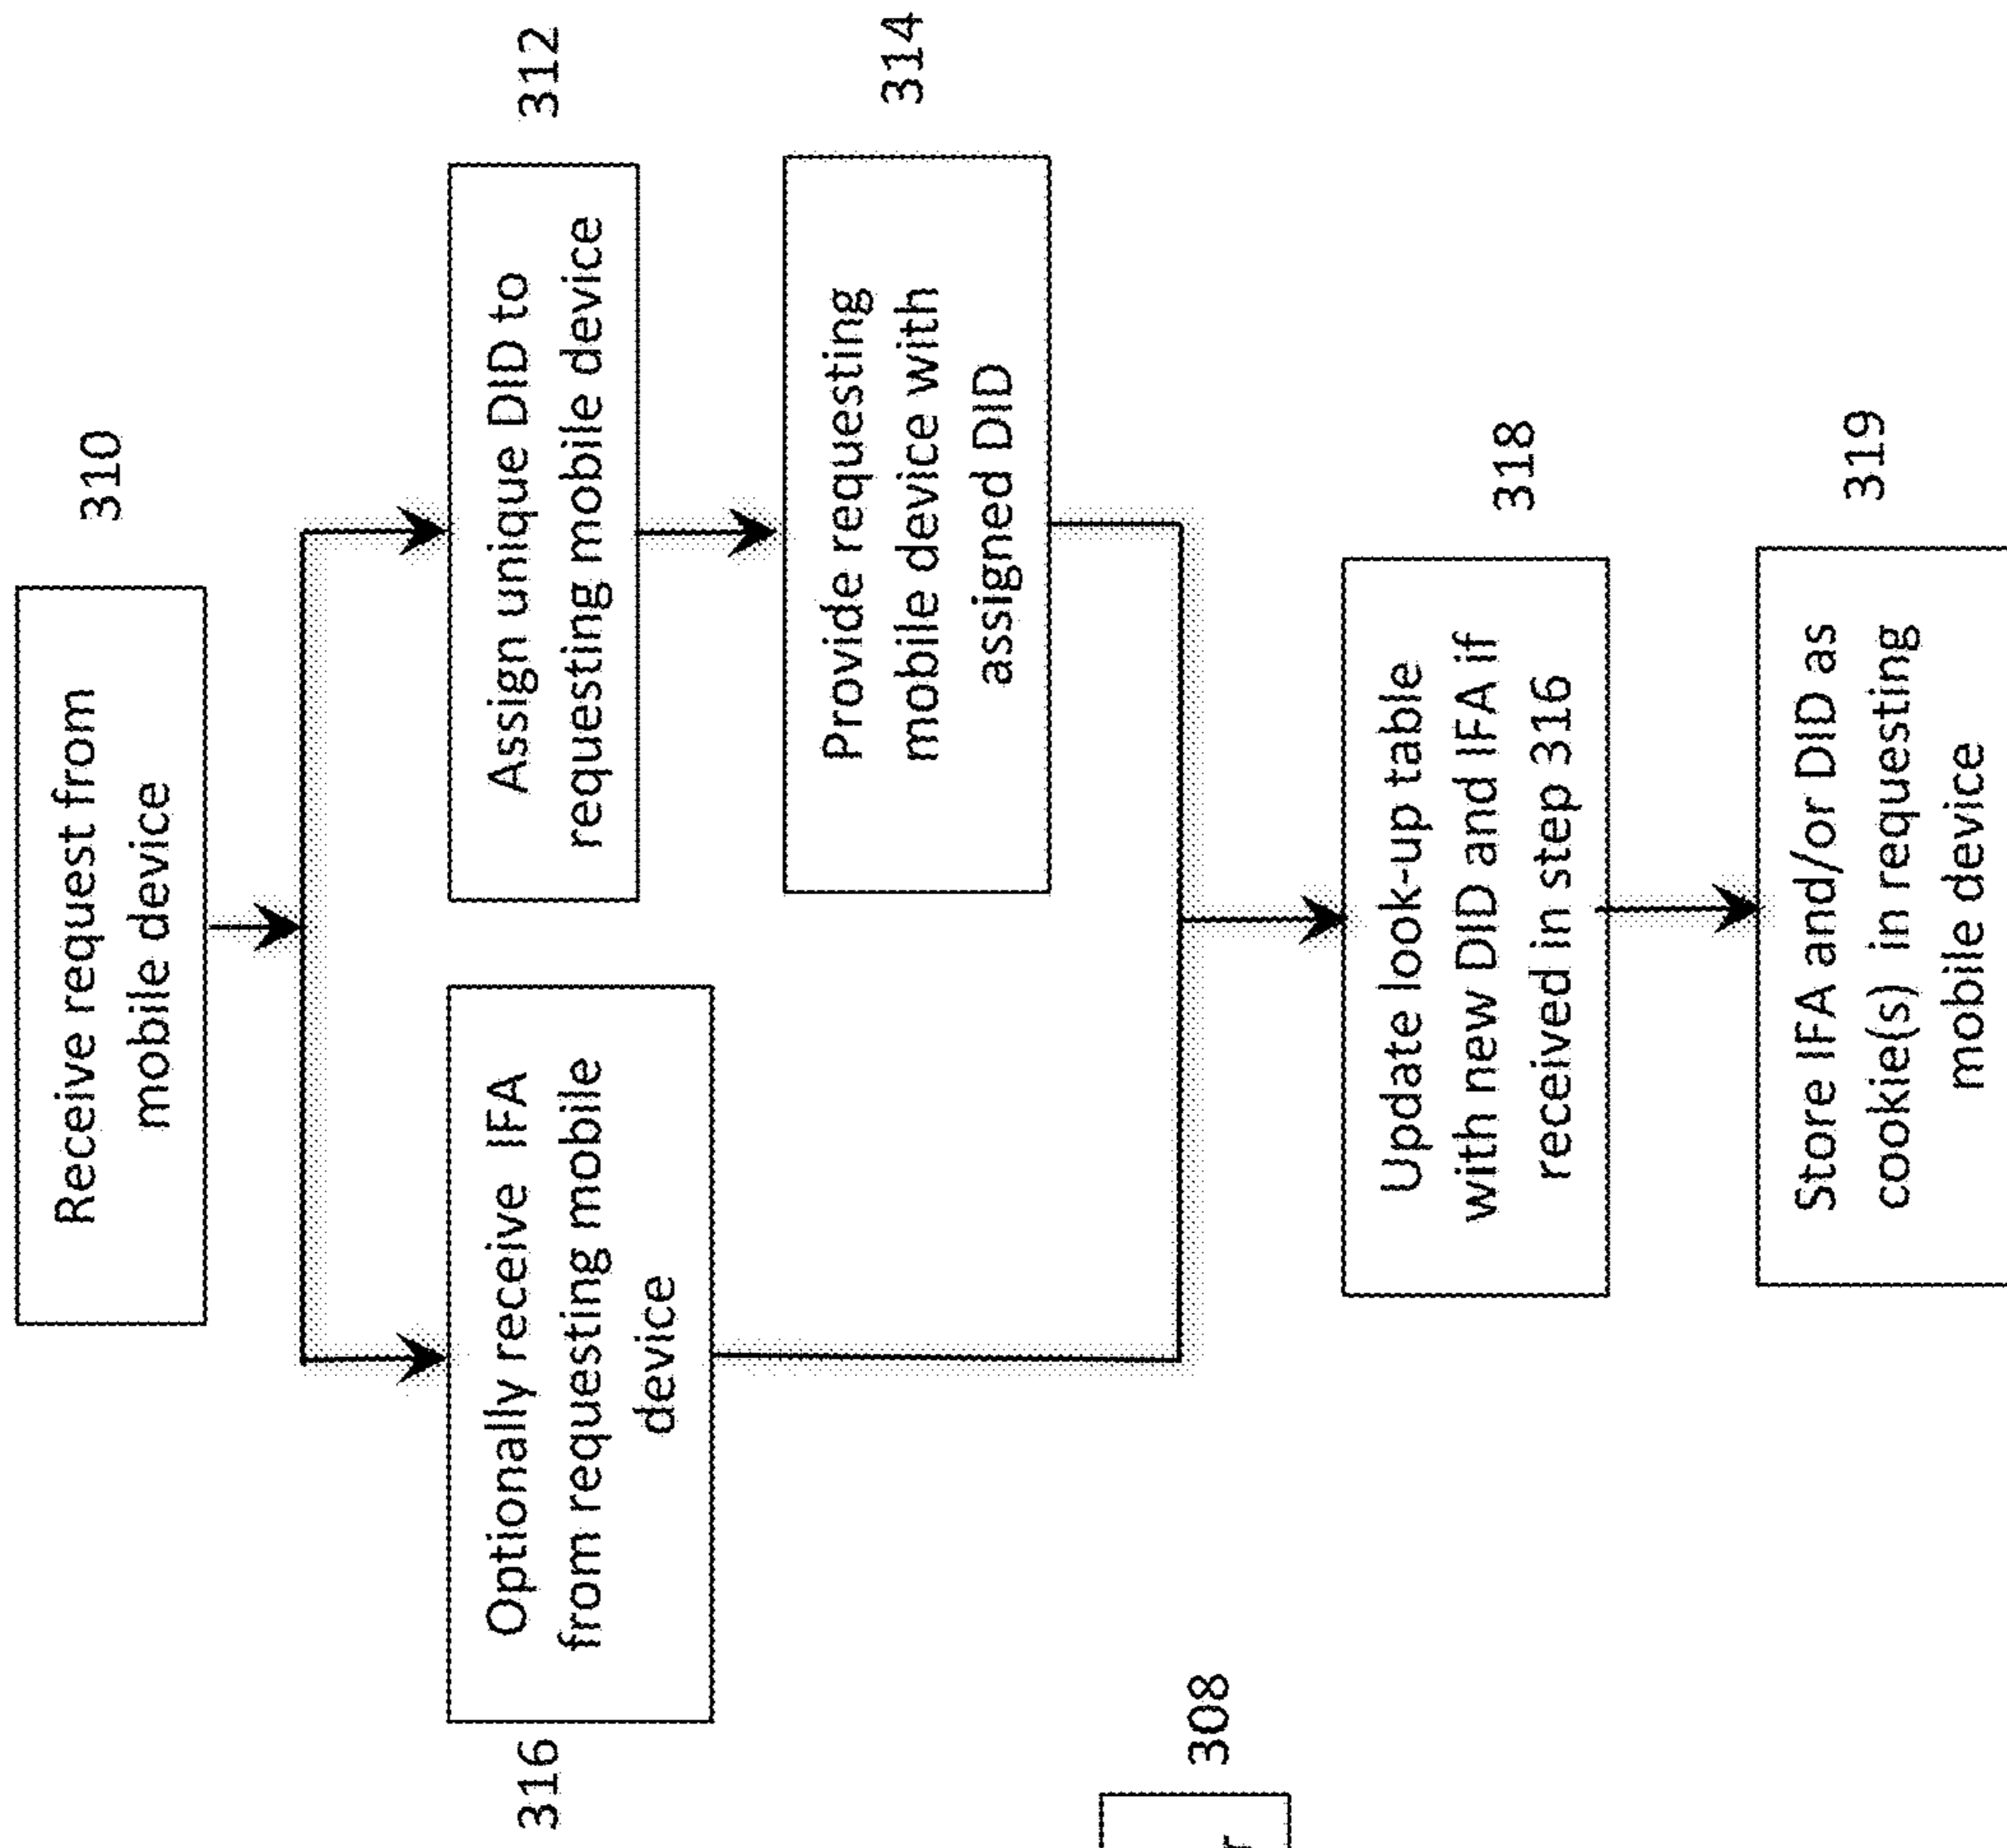 Receive request from
mobile device
310
316
Optionally receive IFA
from requesting mobile
device
Assign unique DID to
requesting mobile device
312
Provide requesting
mobile device with
assigned DID
314
308
Update look-up table
with new DID and IFA if
received in step 316
318
Store IFA and/or DID as
cookie(s) in requesting
mobile device
319